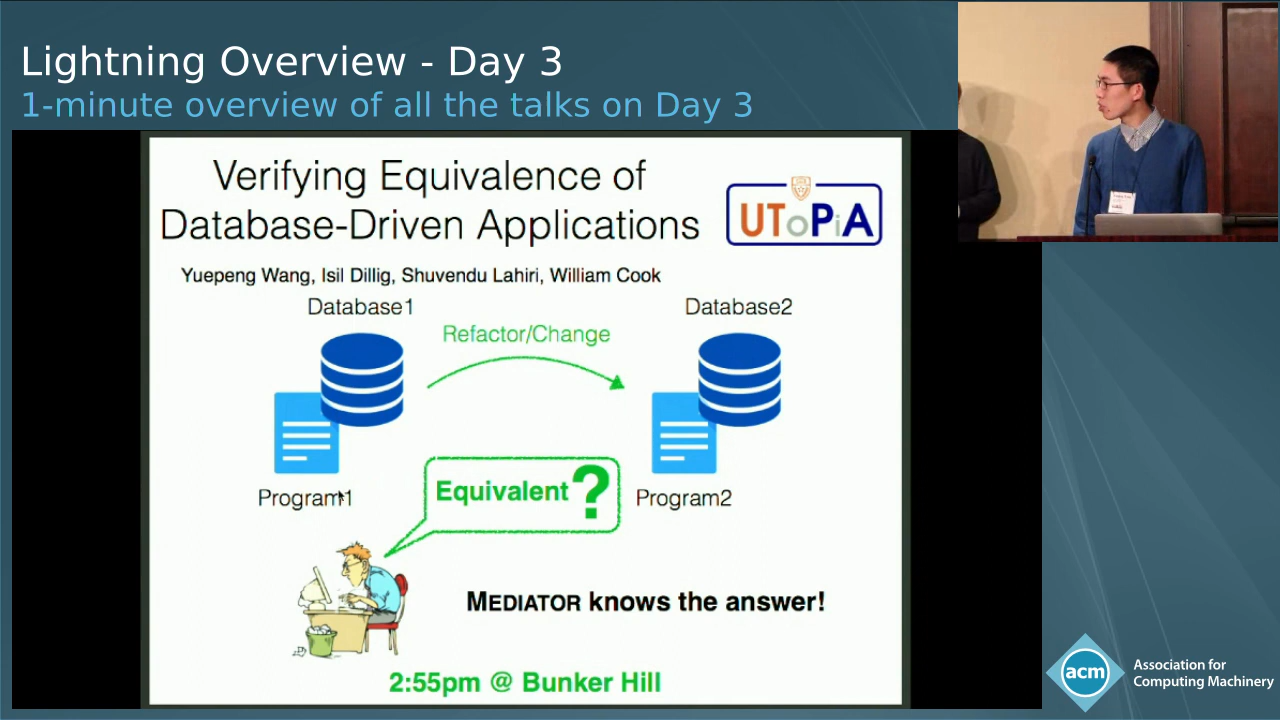 Lightning Overview - Day 3
1-minute overview of all the talks on Day 3
Verifying Equivalence of
Database-Driven Applications
UToPiA
Yuepeng Wang, Isil Dillig, Shuvendu Lahiri, William Cook
Database1
Database2
Refactor/Change
Program1
Equivalent?
Program2
MEDIATOR knows the answer!
2:55pm @ Bunker Hill
acm
Association for
Computing Machinery